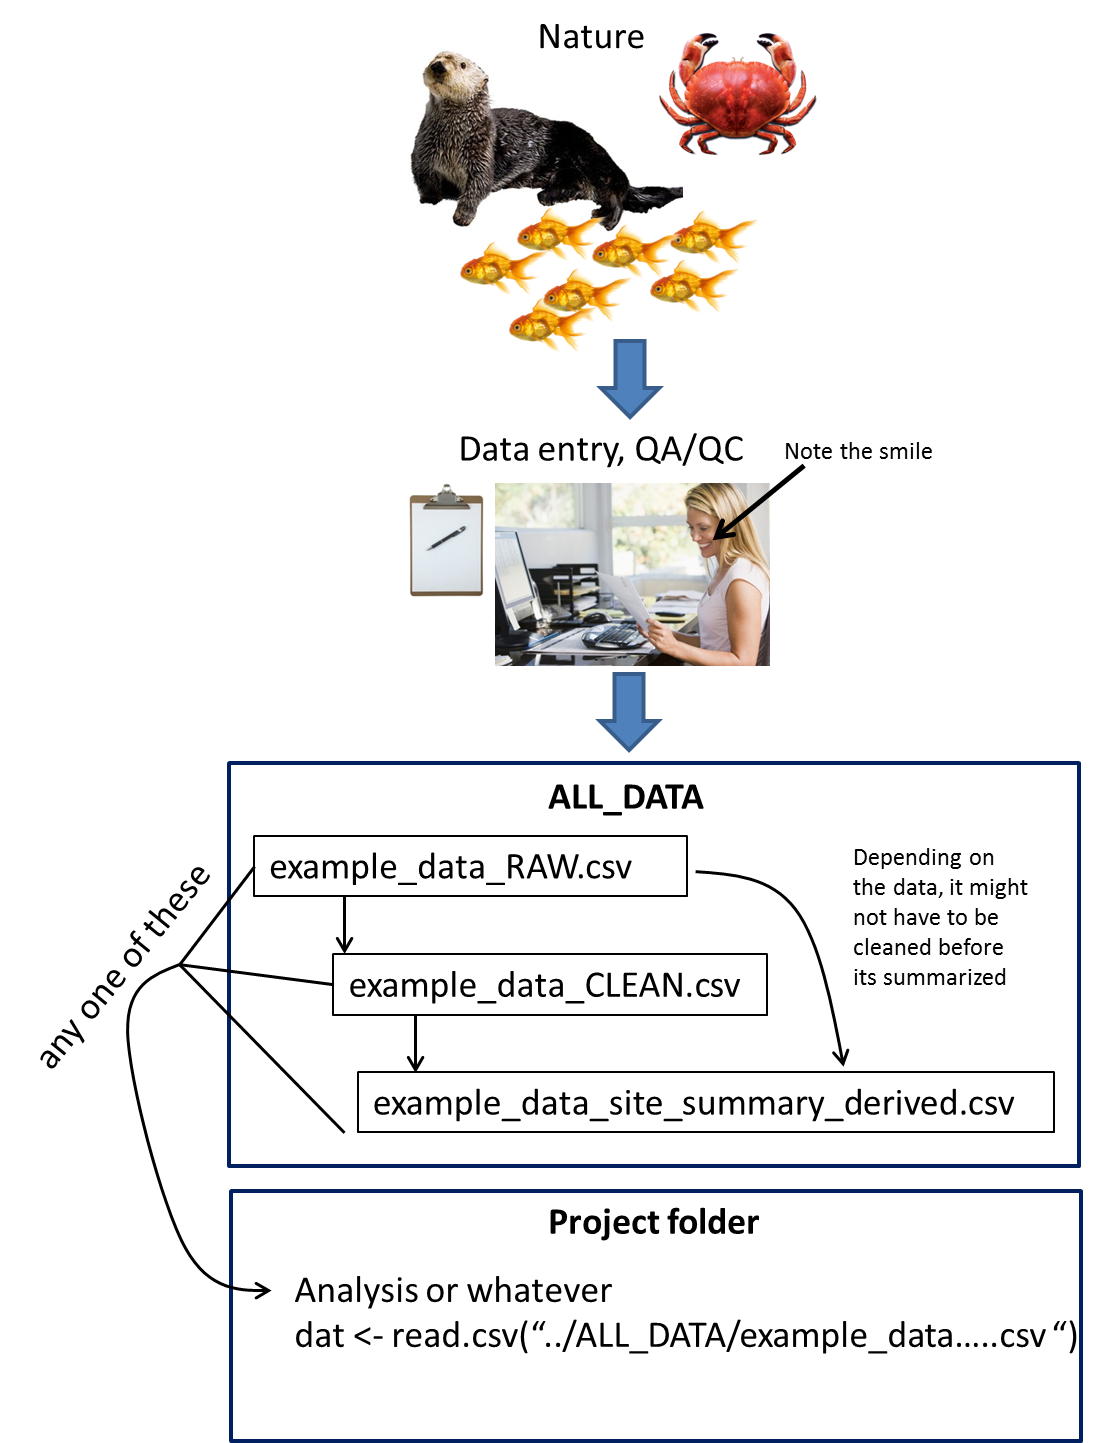 Nature
Data entry, QA/QC
Note the smile
ALL_DATA
example_data_RAW.csv
Depending on
the data, it might
not have to be
cleaned before
its summarized
any one of these
example_data_CLEAN.csv
example_data_site_summary_derived.csv
Project folder
Analysis or whatever
dat <- read.csv(“../ALL_DATA/example_data…..csv “)